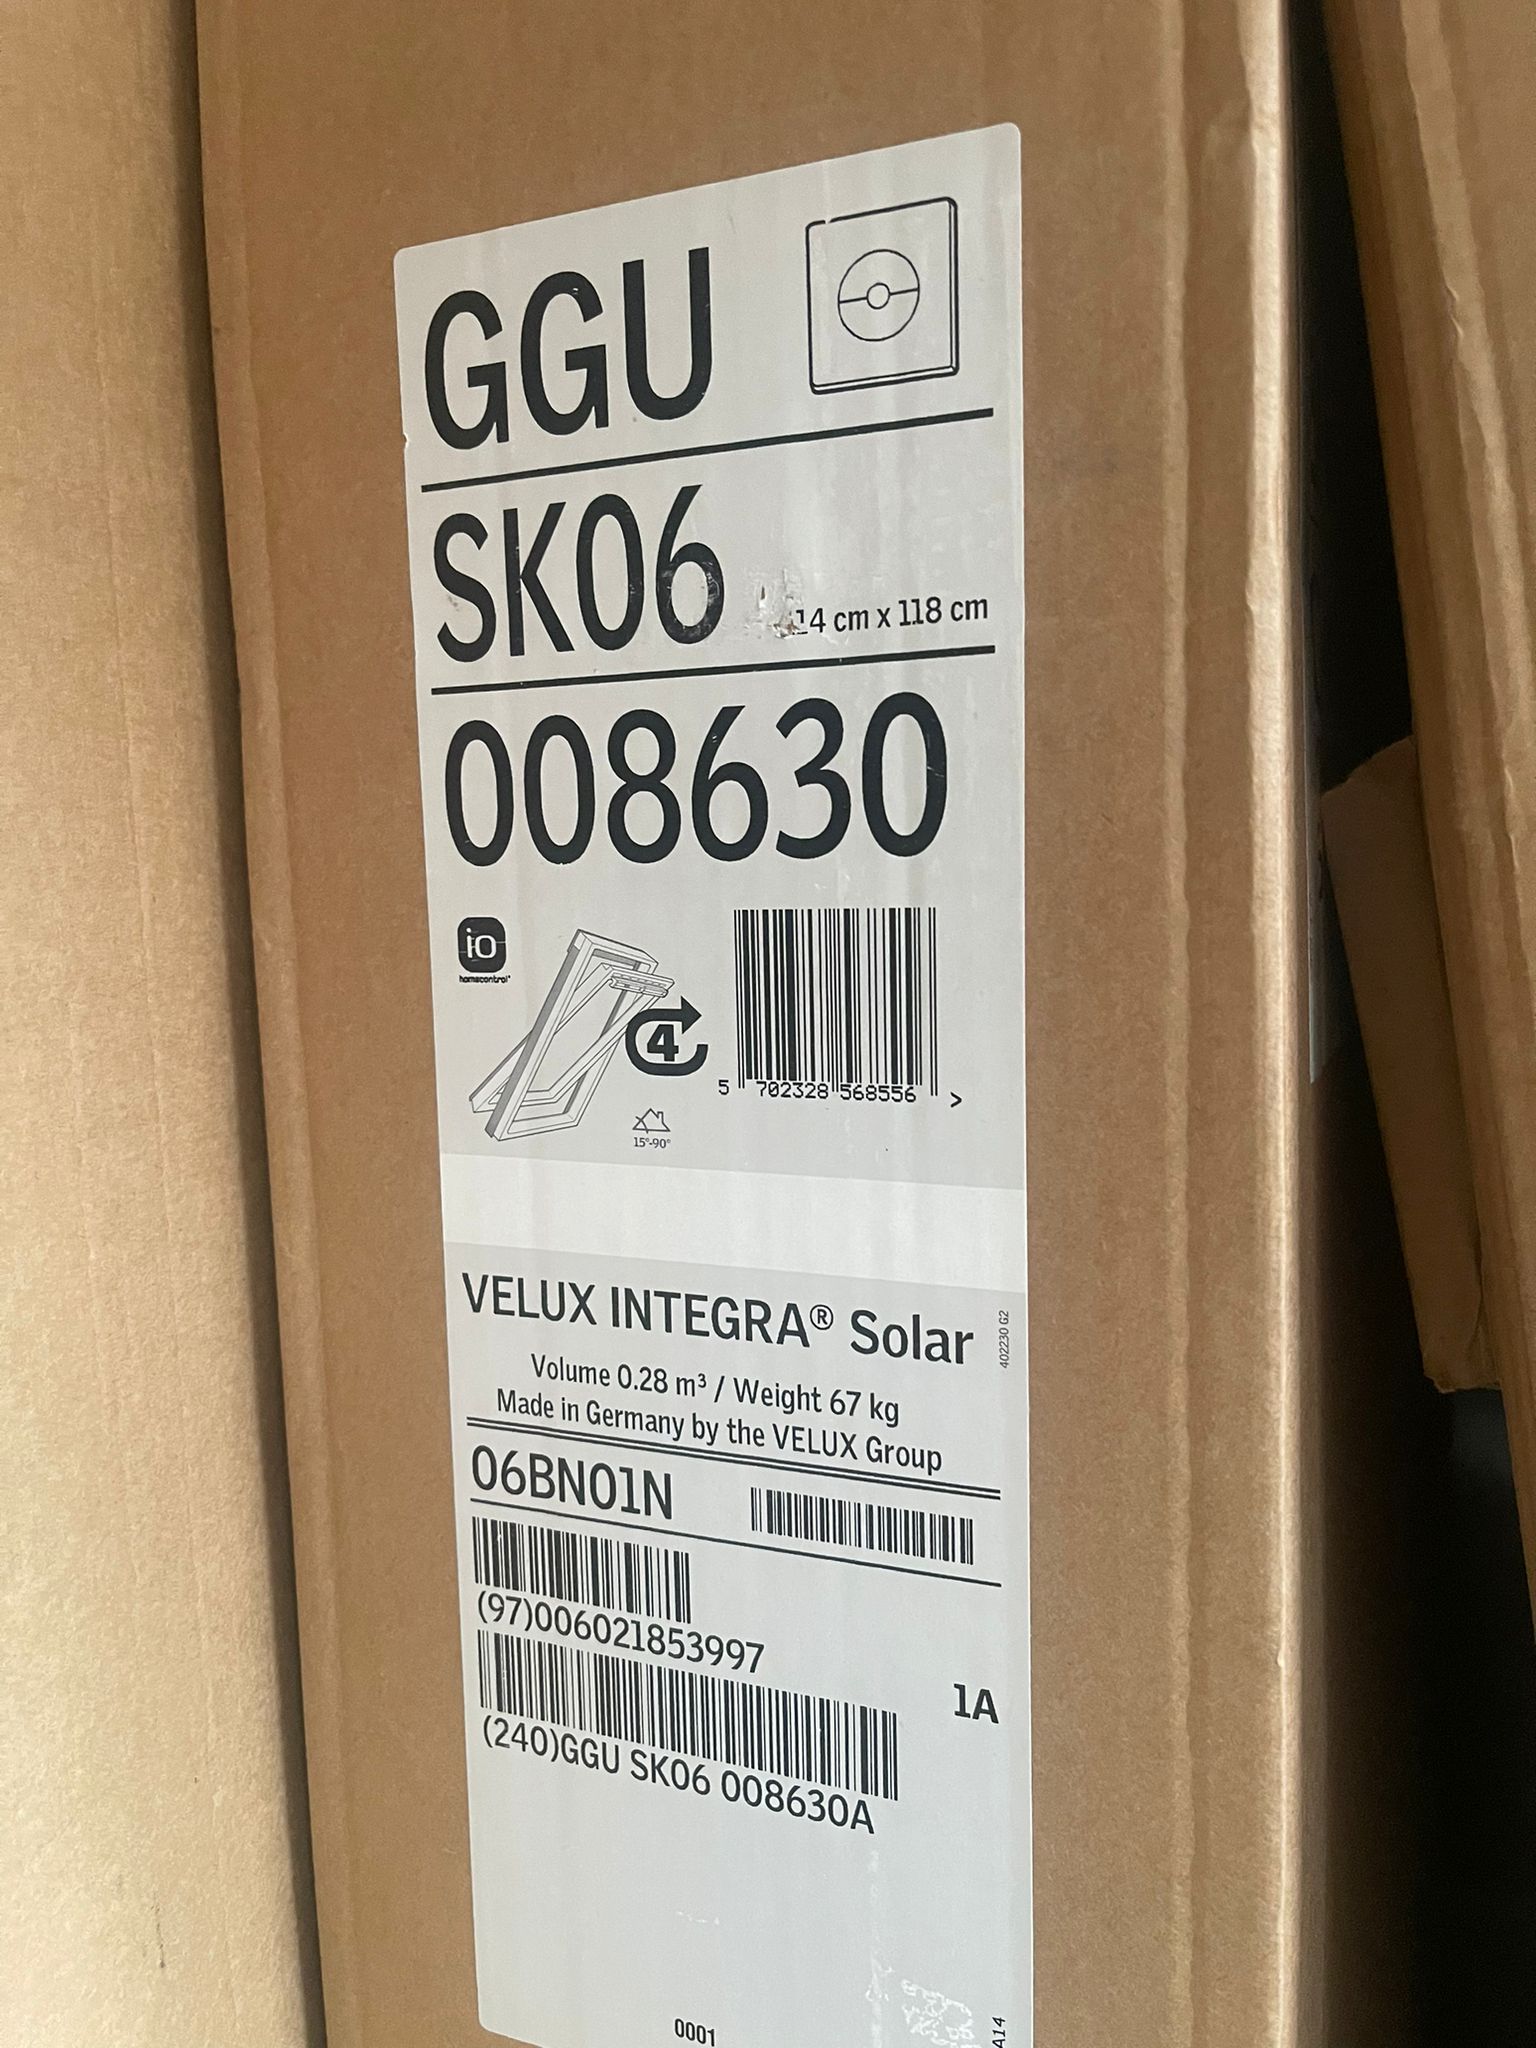 GGU
SK06
14 cm x 118 cm
008630
io
homecontrol®
4
15°-90°
5 702328 568556 >
VELUX INTEGRA® Solar
402230 G2
Volume 0.28 m³ / Weight 67 kg
Made in Germany by the VELUX Group
06BN01N
(97)006021853997
1A
(240)GGU SK06 008630A
0001
A14